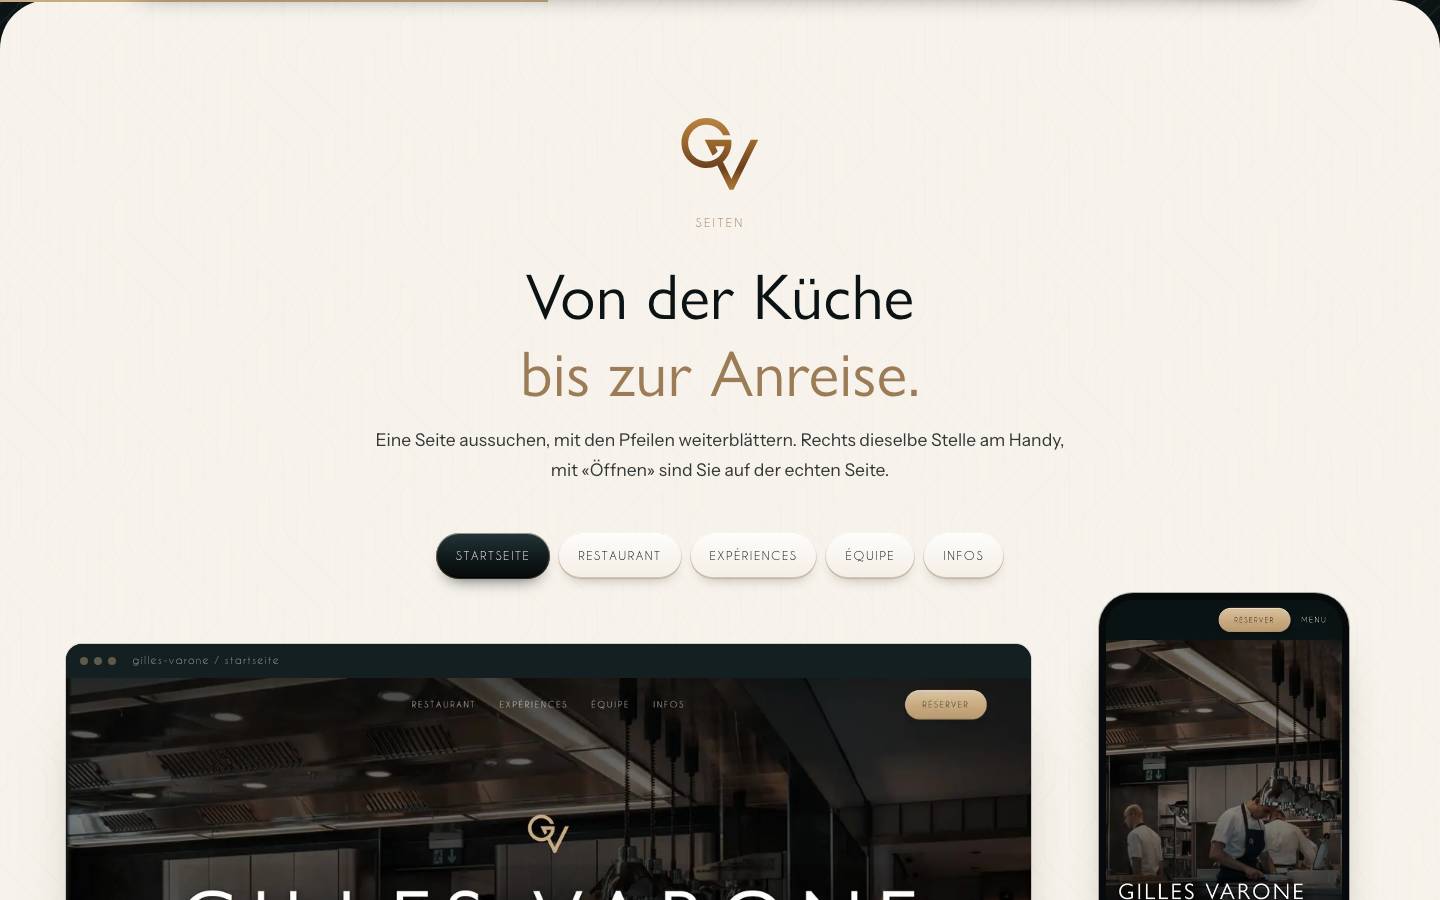 GV
SEITEN
Von der Küche
bis zur Anreise.
Eine Seite aussuchen, mit den Pfeilen weiterblättern. Rechts dieselbe Stelle am Handy,
mit «Öffnen» sind Sie auf der echten Seite.
STARTSEITE RESTAURANT EXPÉRIENCES ÉQUIPE INFOS
gilles-varone / startseite
RESTAURANT EXPÉRIENCES ÉQUIPE INFOS RÉSERVER
GV
GILLES VARONE
RÉSERVER MENU
GILLES VARONE